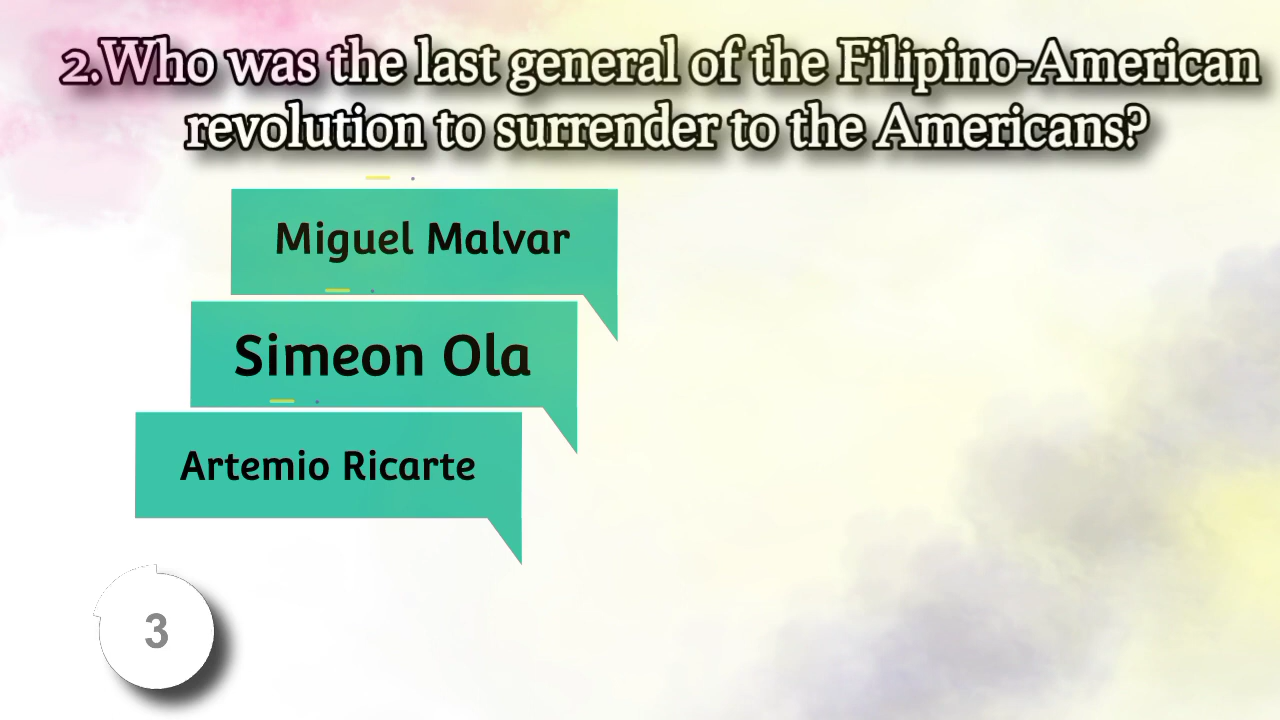 2.Who was the last general of the Filipino-American
revolution to surrender to the Americans?
Miguel Malvar
Simeon Ola
Artemio Ricarte
3